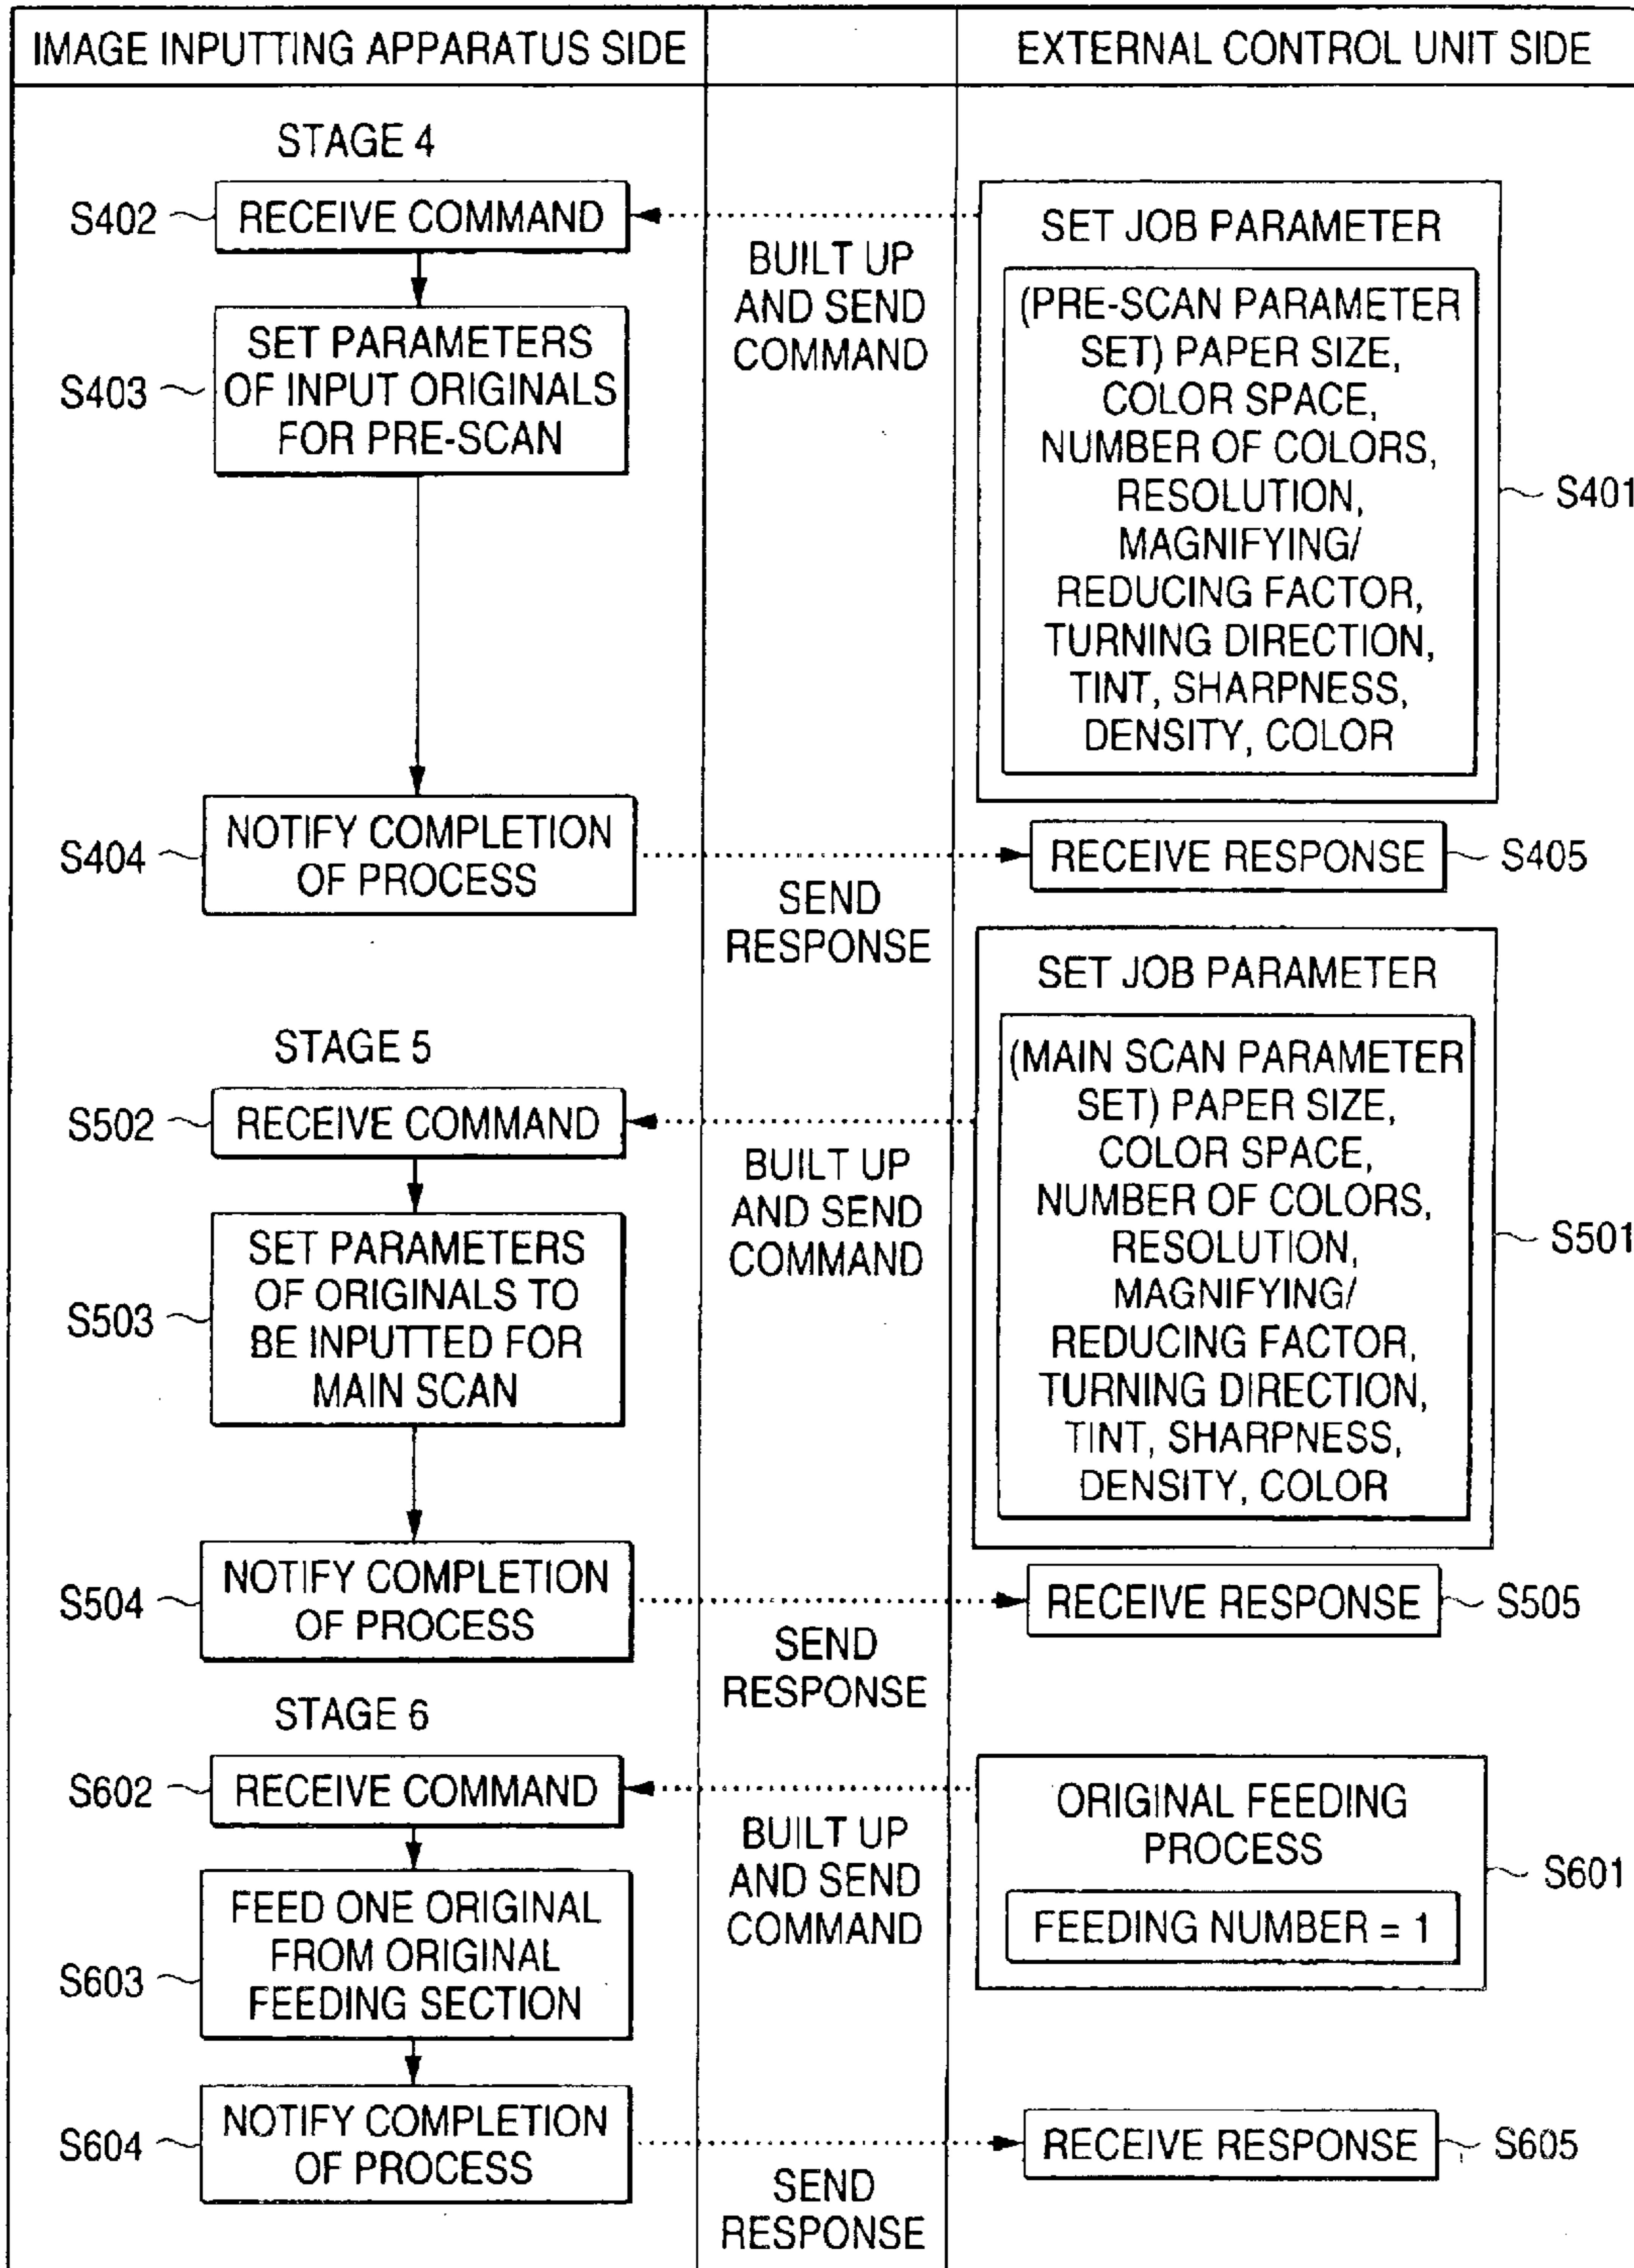 IMAGE INPUTTING APPARATUS SIDE
EXTERNAL CONTROL UNIT SIDE
STAGE 4
S402
RECEIVE COMMAND
BUILT UP
AND SEND
COMMAND
SET JOB PARAMETER
(PRE-SCAN PARAMETER
SET) PAPER SIZE,
COLOR SPACE,
NUMBER OF COLORS,
RESOLUTION,
MAGNIFYING/
REDUCING FACTOR,
TURNING DIRECTION,
TINT, SHARPNESS,
DENSITY, COLOR
S401
S403
SET PARAMETERS
OF INPUT ORIGINALS
FOR PRE-SCAN
S404
NOTIFY COMPLETION
OF PROCESS
SEND
RESPONSE
RECEIVE RESPONSE
S405
STAGE 5
S502
RECEIVE COMMAND
BUILT UP
AND SEND
COMMAND
SET JOB PARAMETER
(MAIN SCAN PARAMETER
SET) PAPER SIZE,
COLOR SPACE,
NUMBER OF COLORS,
RESOLUTION,
MAGNIFYING/
REDUCING FACTOR,
TURNING DIRECTION,
TINT, SHARPNESS,
DENSITY, COLOR
S501
S503
SET PARAMETERS
OF ORIGINALS TO
BE INPUTTED FOR
MAIN SCAN
S504
NOTIFY COMPLETION
OF PROCESS
SEND
RESPONSE
RECEIVE RESPONSE
S505
STAGE 6
S602
RECEIVE COMMAND
BUILT UP
AND SEND
COMMAND
ORIGINAL FEEDING
PROCESS
FEEDING NUMBER = 1
S601
S603
FEED ONE ORIGINAL
FROM ORIGINAL
FEEDING SECTION
S604
NOTIFY COMPLETION
OF PROCESS
SEND
RESPONSE
RECEIVE RESPONSE
S605